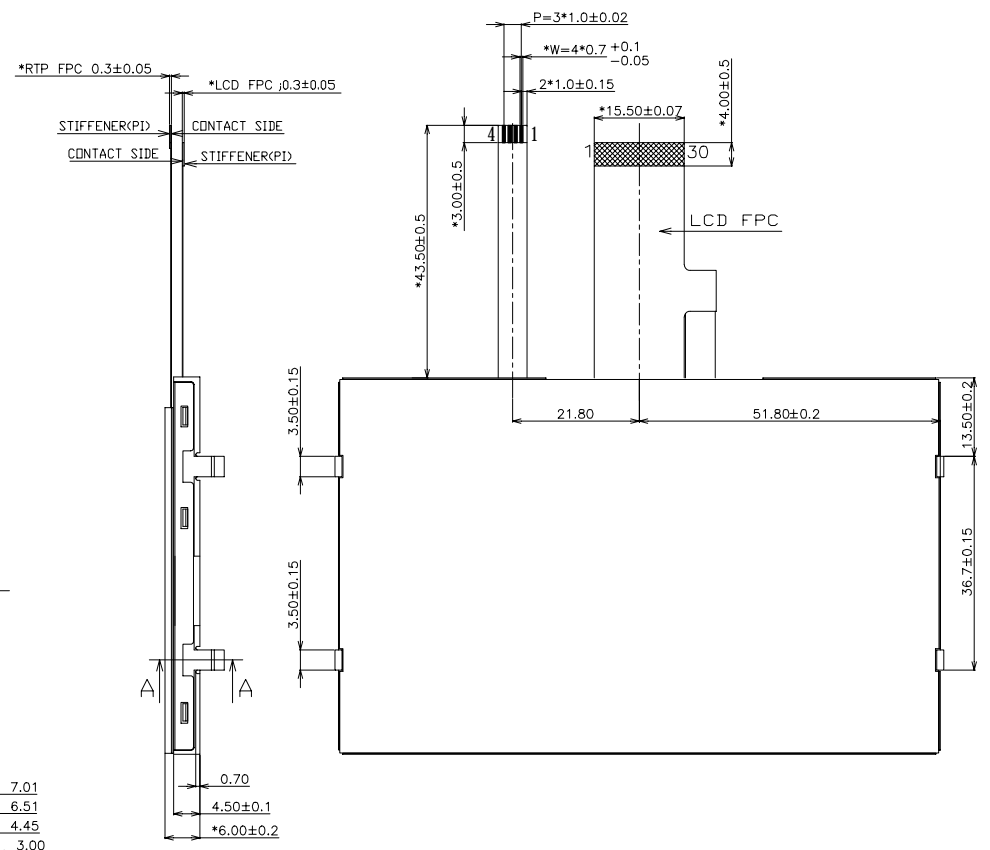 P=3*1.0±0.02
*W=4*0.7 +0.1
−0.05
2*1.0±0.15
*RTP FPC 0.3±0.05
*LCD FPC ;0.3±0.05
STIFFENER(PI) CONTACT SIDE
CONTACT SIDE STIFFENER(PI)
*15.50±0.07
*4.00±0.5
4 1
1 30
*3.00±0.5
*43.50±0.5
LCD FPC
3.50±0.15
21.80
51.80±0.2
13.50±0.2
36.7±0.15
3.50±0.15
A A
0.70
4.50±0.1
*6.00±0.2
7.01
6.51
4.45
3.00